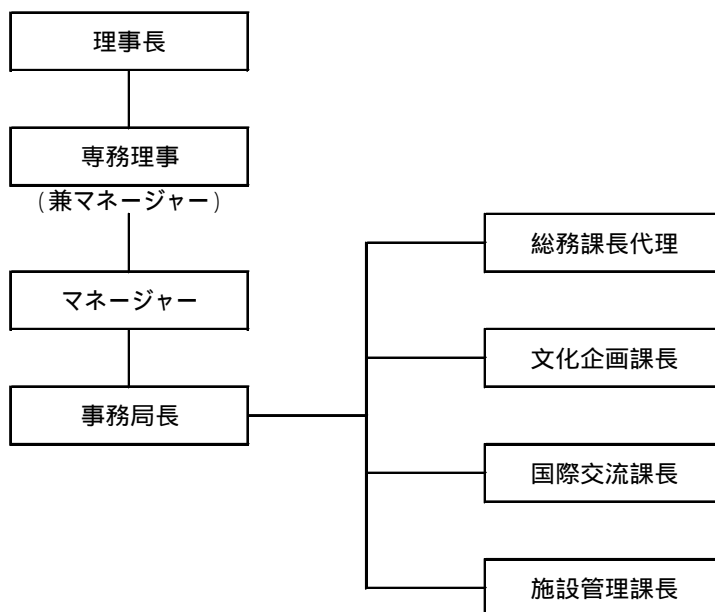 理事長
専務理事
(兼マネージャー)
マネージャー
事務局長
総務課長代理
文化企画課長
国際交流課長
施設管理課長